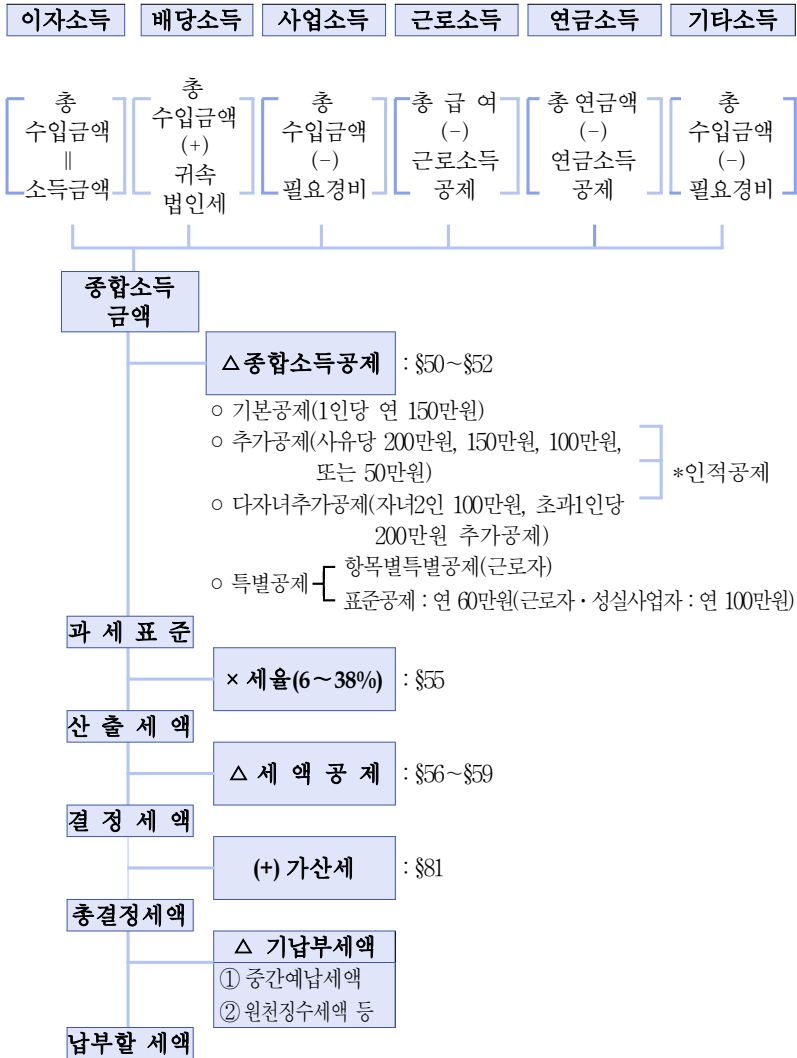 이자소득 배당소득 사업소득 근로소득 연금소득 기타소득
총
수입금액
∥
소득금액
총
수입금액
(+)
귀속
법인세
총
수입금액
(-)
필요경비
총 급 여
(-)
근로소득
공제
총 연금액
(-)
연금소득
공제
총
수입금액
(-)
필요경비
종합소득
금액
△종합소득공제 : §50~§52
○ 기본공제(1인당 연 150만원)
○ 추가공제(사유당 200만원, 150만원, 100만원,
또는 50만원)
*인적공제
○ 다자녀추가공제(자녀2인 100만원, 초과1인당
200만원 추가공제)
○ 특별공제
항목별특별공제(근로자)
표준공제 : 연 60만원(근로자·성실사업자 : 연 100만원)
과 세 표 준
× 세율(6~38%) : §55
산 출 세 액
△ 세 액 공 제 : §56~§59
결 정 세 액
(+) 가산세 : §81
총결정세액
△ 기납부세액
① 중간예납세액
② 원천징수세액 등
납부할 세액